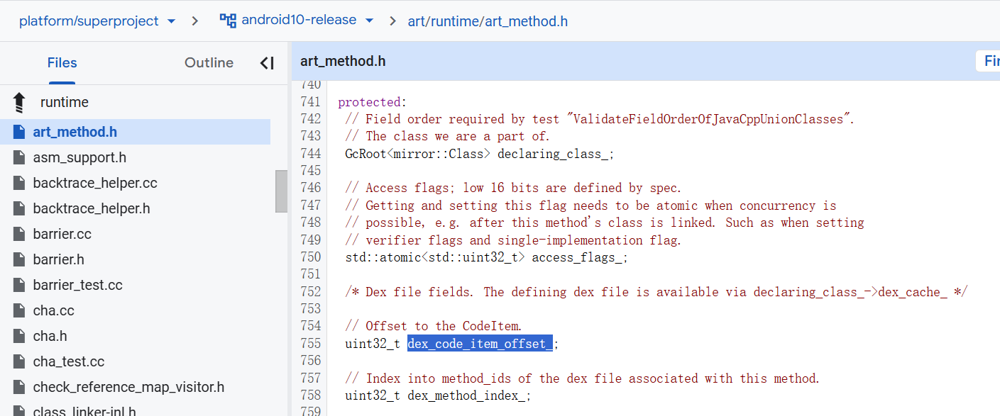 platform/superproject
android10-release
art/runtime/art_method.h
Files
Outline
art_method.h
runtime
art_method.h
asm_support.h
backtrace_helper.cc
backtrace_helper.h
barrier.cc
barrier.h
barrier_test.cc
cha.cc
cha.h
cha_test.cc
check_reference_map_visitor.h
class_linker-inl.h
740
741 protected:
742 // Field order required by test "ValidateFieldOrderOfJavaCppUnionClasses".
743 // The class we are a part of.
744 GcRoot<mirror::Class> declaring_class_;
745
746 // Access flags; low 16 bits are defined by spec.
747 // Getting and setting this flag needs to be atomic when concurrency is
748 // possible, e.g. after this method's class is linked. Such as when setting
749 // verifier flags and single-implementation flag.
750 std::atomic<std::uint32_t> access_flags_;
751
752 /* Dex file fields. The defining dex file is available via declaring_class_->dex_cache_ */
753
754 // Offset to the CodeItem.
755 uint32_t dex_code_item_offset_;
756
757 // Index into method_ids of the dex file associated with this method.
758 uint32_t dex_method_index_;
759